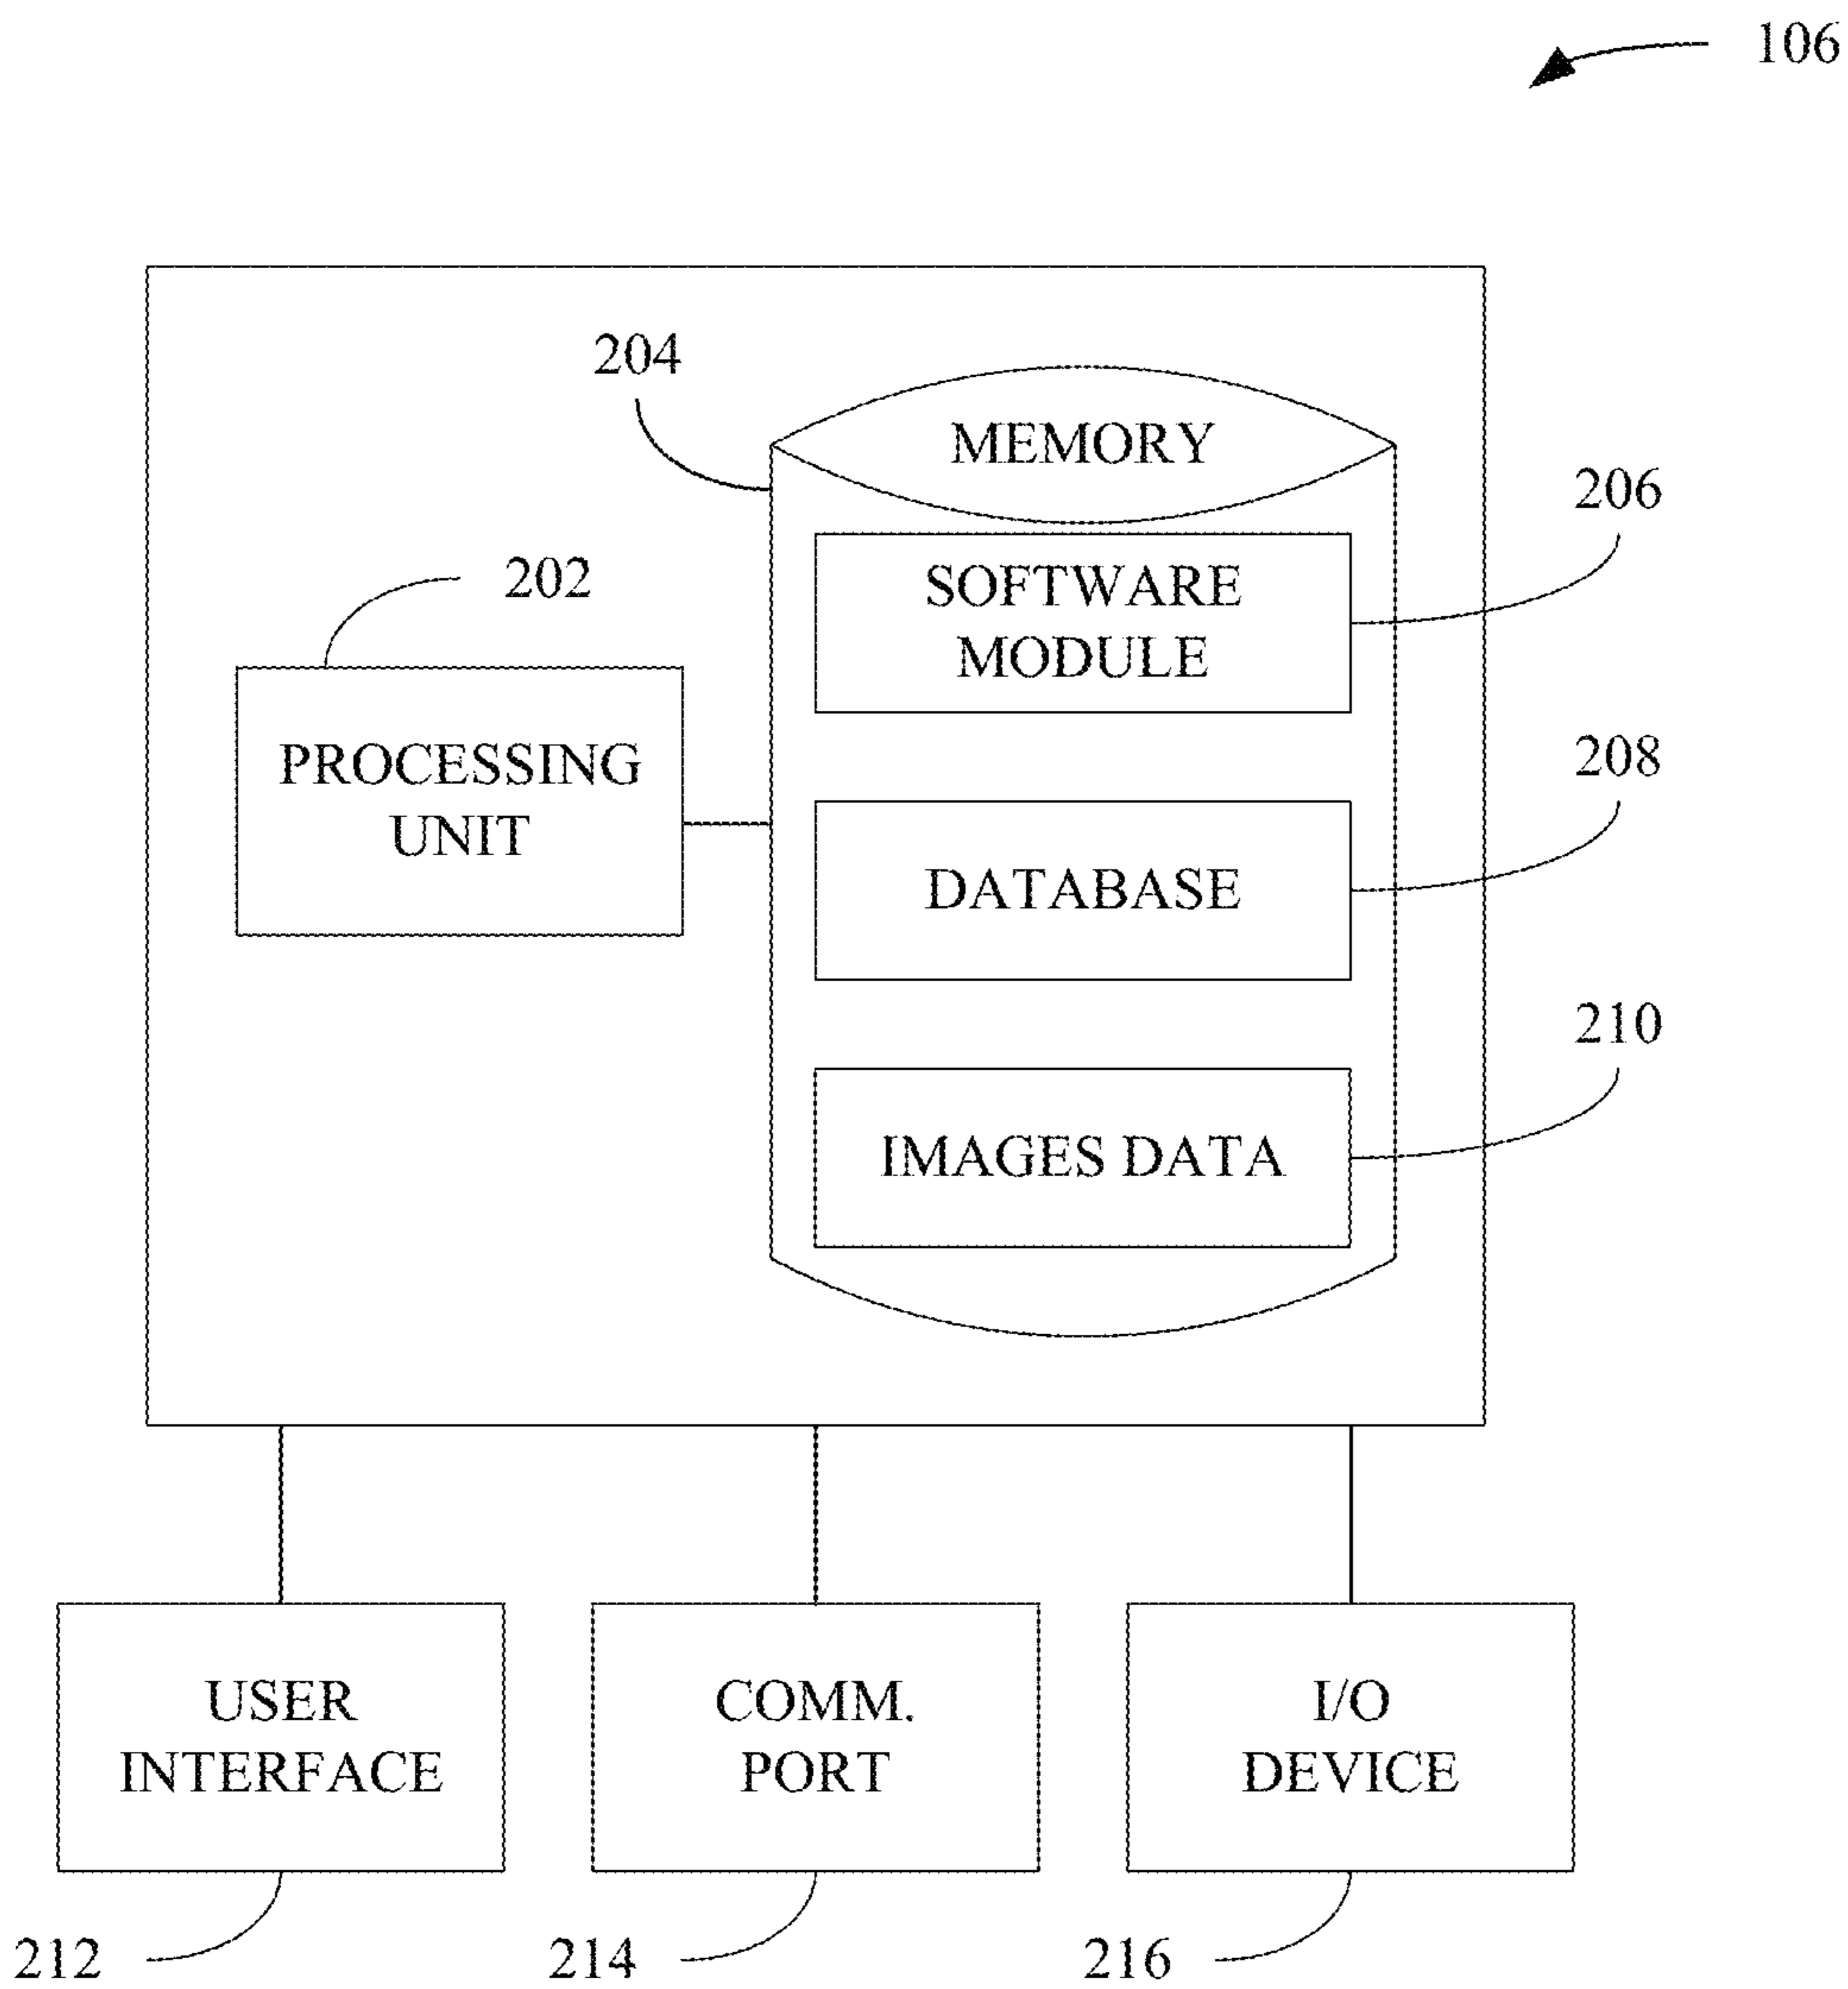 106
204
MEMORY
206
SOFTWARE
MODULE
202
PROCESSING
UNIT
208
DATABASE
210
IMAGES DATA
USER
INTERFACE
COMM.
PORT
I/O
DEVICE
212
214
216